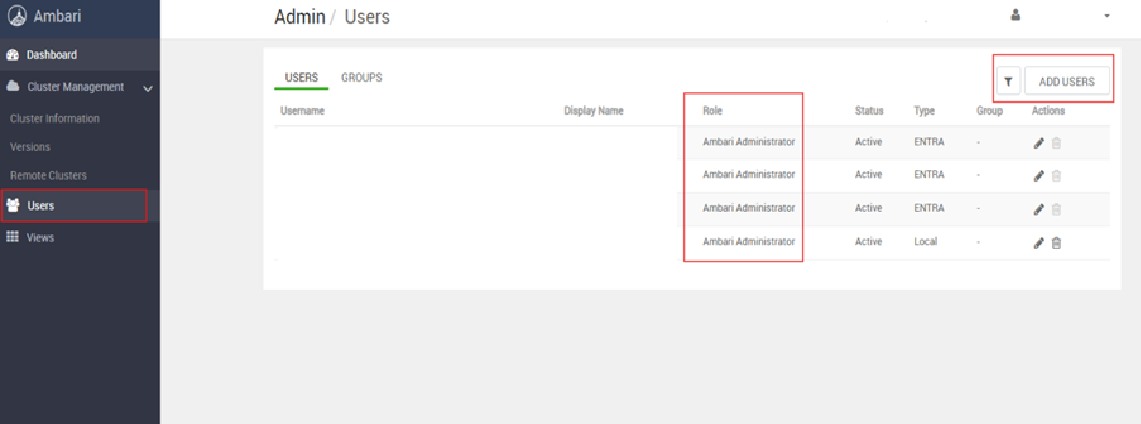 Ambari
Admin / Users
Dashboard
Cluster Management
Cluster Information
Versions
Remote Clusters
Users
Views
USERS GROUPS
ADD USERS
Username Display Name Role Status Type Group Actions
Ambari Administrator Active ENTRA -
Ambari Administrator Active ENTRA -
Ambari Administrator Active ENTRA -
Ambari Administrator Active Local -